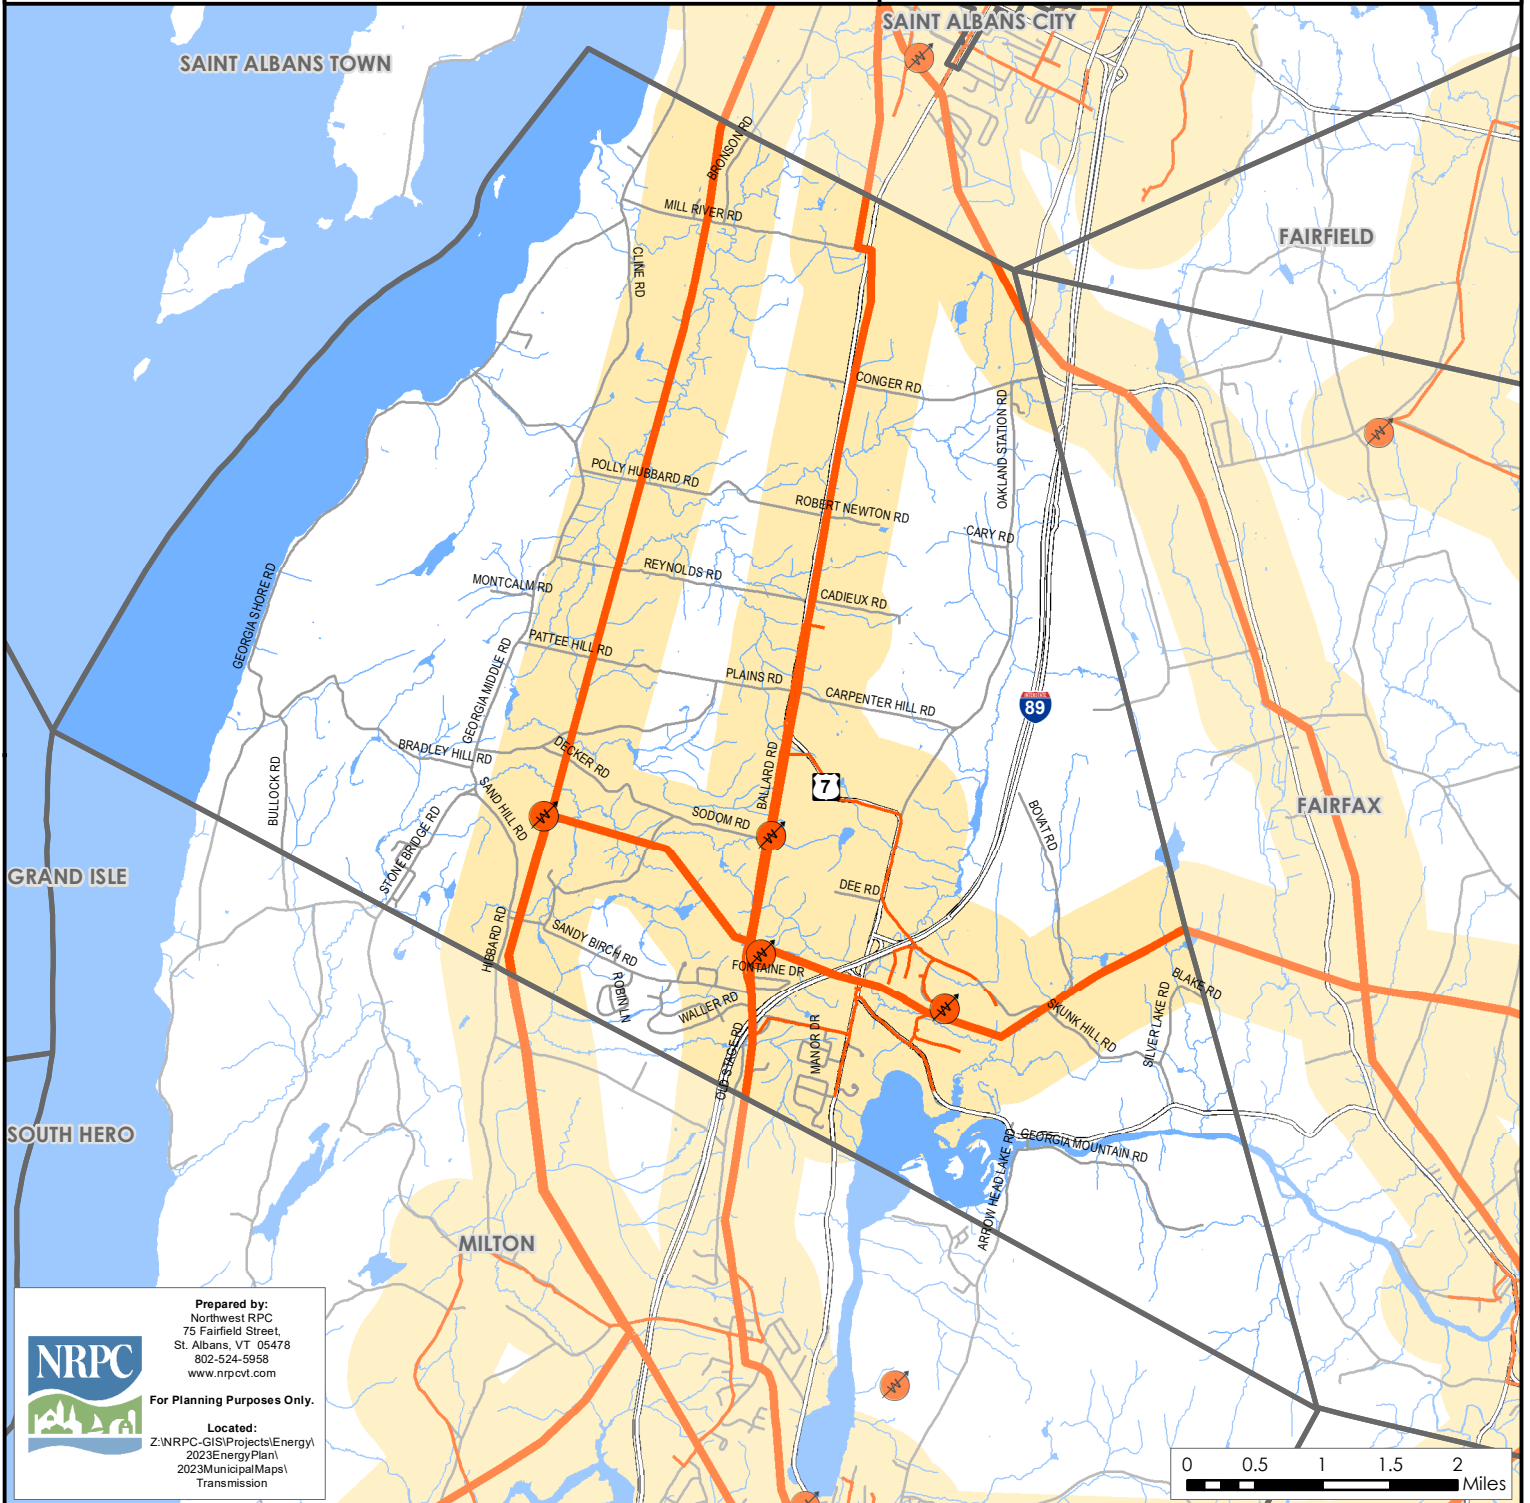 SAINT ALBANS CITY
SAINT ALBANS TOWN
BRONSON RD
MILL RIVER RD
FAIRFIELD
CLINE RD
CONGER RD
OAKLAND STATION RD
POLLY HUBBARD RD
ROBERT NEWTON RD
CARY RD
REYNOLDS RD
MONTCALM RD
CADIEUX RD
GEORGIA SHORE RD
PATTEE HILL RD
GEORGIA MIDDLE RD
PLAINS RD
CARPENTER HILL RD
INTERSTATE
89
BRADLEY HILL RD
DECKER RD
BALLARD RD
7
BULLOCK RD
SAND HILL RD
SODOM RD
BOVAT RD
FAIRFAX
STONE BRIDGE RD
GRAND ISLE
DEE RD
HIBBARD RD
SANDY BIRCH RD
FONTAINE DR
ROBIN LN
WALLER RD
BLAKE RD
SILVER LAKE RD
SKUNK HILL RD
OLD STAGE RD
MANOR DR
SOUTH HERO
GEORGIA MOUNTAIN RD
ARROW HEAD LAKE RD
MILTON
NRPC
Prepared by:
Northwest RPC
75 Fairfield Street,
St. Albans, VT 05478
802-524-5958
www.nrpcvt.com
For Planning Purposes Only.
Located:
Z:\NRPC-GIS\Projects\Energy\
2023EnergyPlan\
2023MunicipalMaps\
Transmission
0 0.5 1 1.5 2
Miles